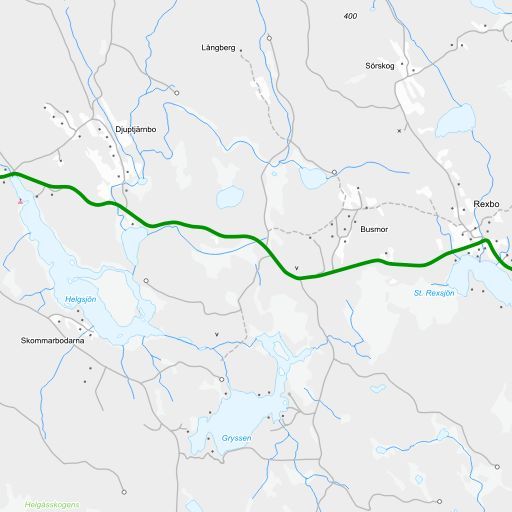 400
Långberg
Sörskog
Djuptjärnbo
Rexbo
Busmor
St. Rexsjön
Helgsjön
Skommarbodarna
Gryssen
Helgåsskogens